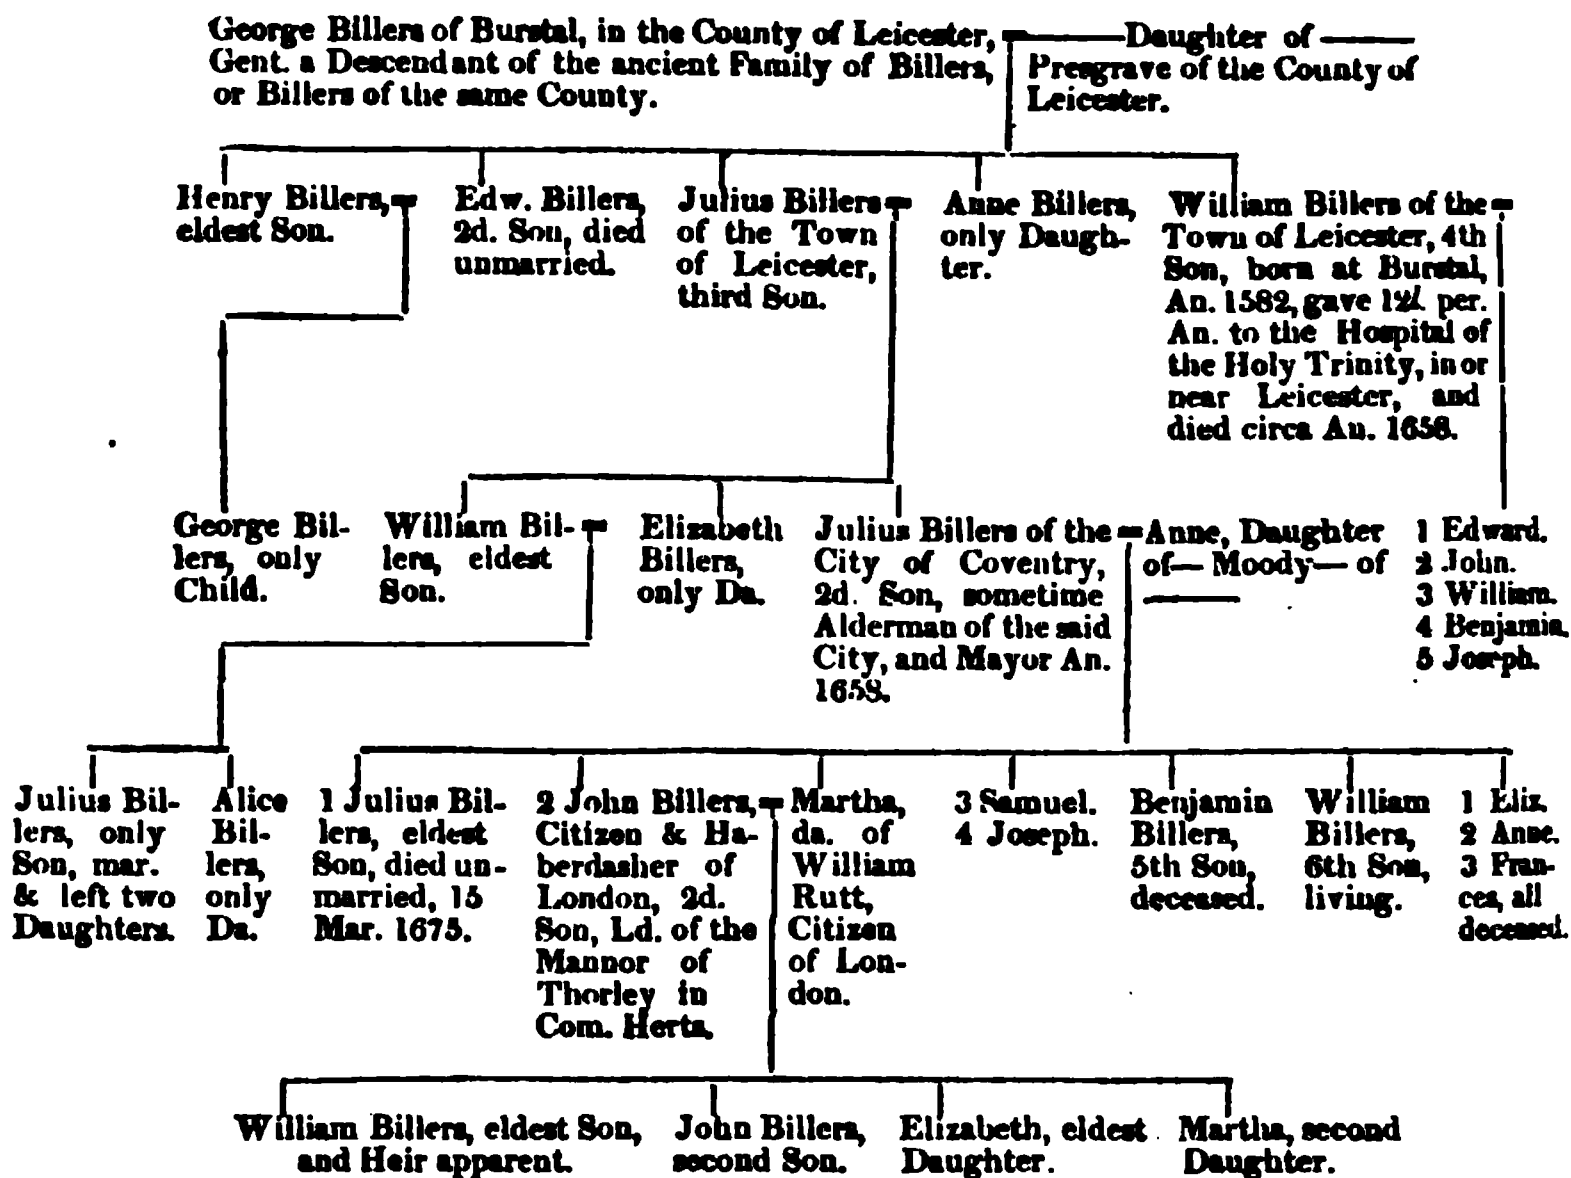 George Billers of Burstal, in the County of Leicester,
Gent. a Descendant of the ancient Family of Billers,
or Billers of the same County.
Daughter of
Presgrave of the County of
Leicester.
Henry Billers,
eldest Son.
Edw. Billers,
2d. Son, died
unmarried.
Julius Billers
of the Town
of Leicester,
third Son.
Anne Billers,
only Daugh-
ter.
William Billers of the
Town of Leicester, 4th
Son, born at Burstal,
An. 1582, gave 12l. per.
An. to the Hospital of
the Holy Trinity, in or
near Leicester, and
died circa An. 1658.
George Bil-
lers, only
Child.
William Bil-
lers, eldest
Son.
Elizabeth
Billers,
only Da.
Julius Billers of the
City of Coventry,
2d. Son, sometime
Alderman of the said
City, and Mayor An.
1658.
Anne, Daughter
of— Moody— of
1 Edward.
2 John.
3 William.
4 Benjamin.
5 Joseph.
Julius Bil-
lers, only
Son, mar.
& left two
Daughters.
Alice
Bil-
lers,
only
Da.
1 Julius Bil-
lers, eldest
Son, died un-
married, 15
Mar. 1675.
2 John Billers,
Citizen & Ha-
berdasher of
London, 2d.
Son, Ld. of the
Mannor of
Thorley in
Com. Herts.
Martha,
da. of
William
Rutt,
Citizen
of Lon-
don.
3 Samuel.
4 Joseph.
Benjamin
Billers,
5th Son,
deceased.
William
Billers,
6th Son,
living.
1 Eliz.
2 Anne.
3 Fran-
ces, all
deceased.
William Billers, eldest Son,
and Heir apparent.
John Billers,
second Son.
Elizabeth, eldest
Daughter.
Martha, second
Daughter.